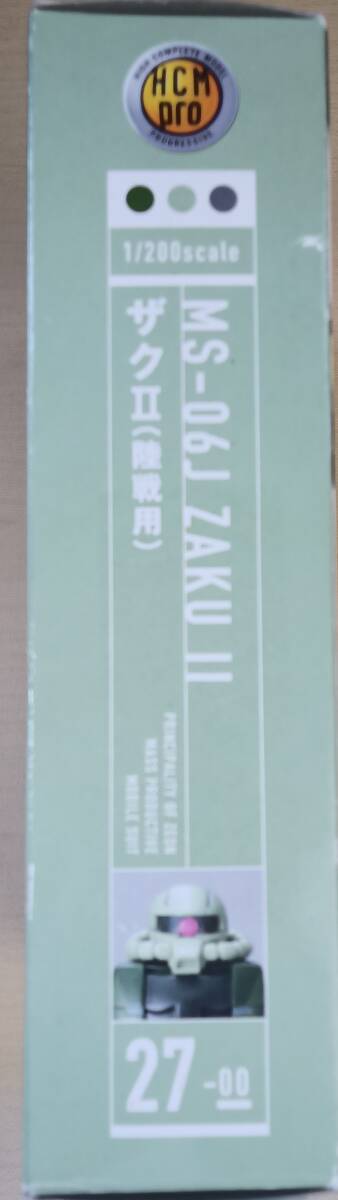 HIGH COMPLETE MODEL
HCM
pro
PROGRESSIVE
1/200scale
MS-06J ZAKU II
ザクⅡ(陸戦用)
PRINCIPALITY OF ZEON
MASS PRODUCTIVE
MOBILE SUIT
27-00